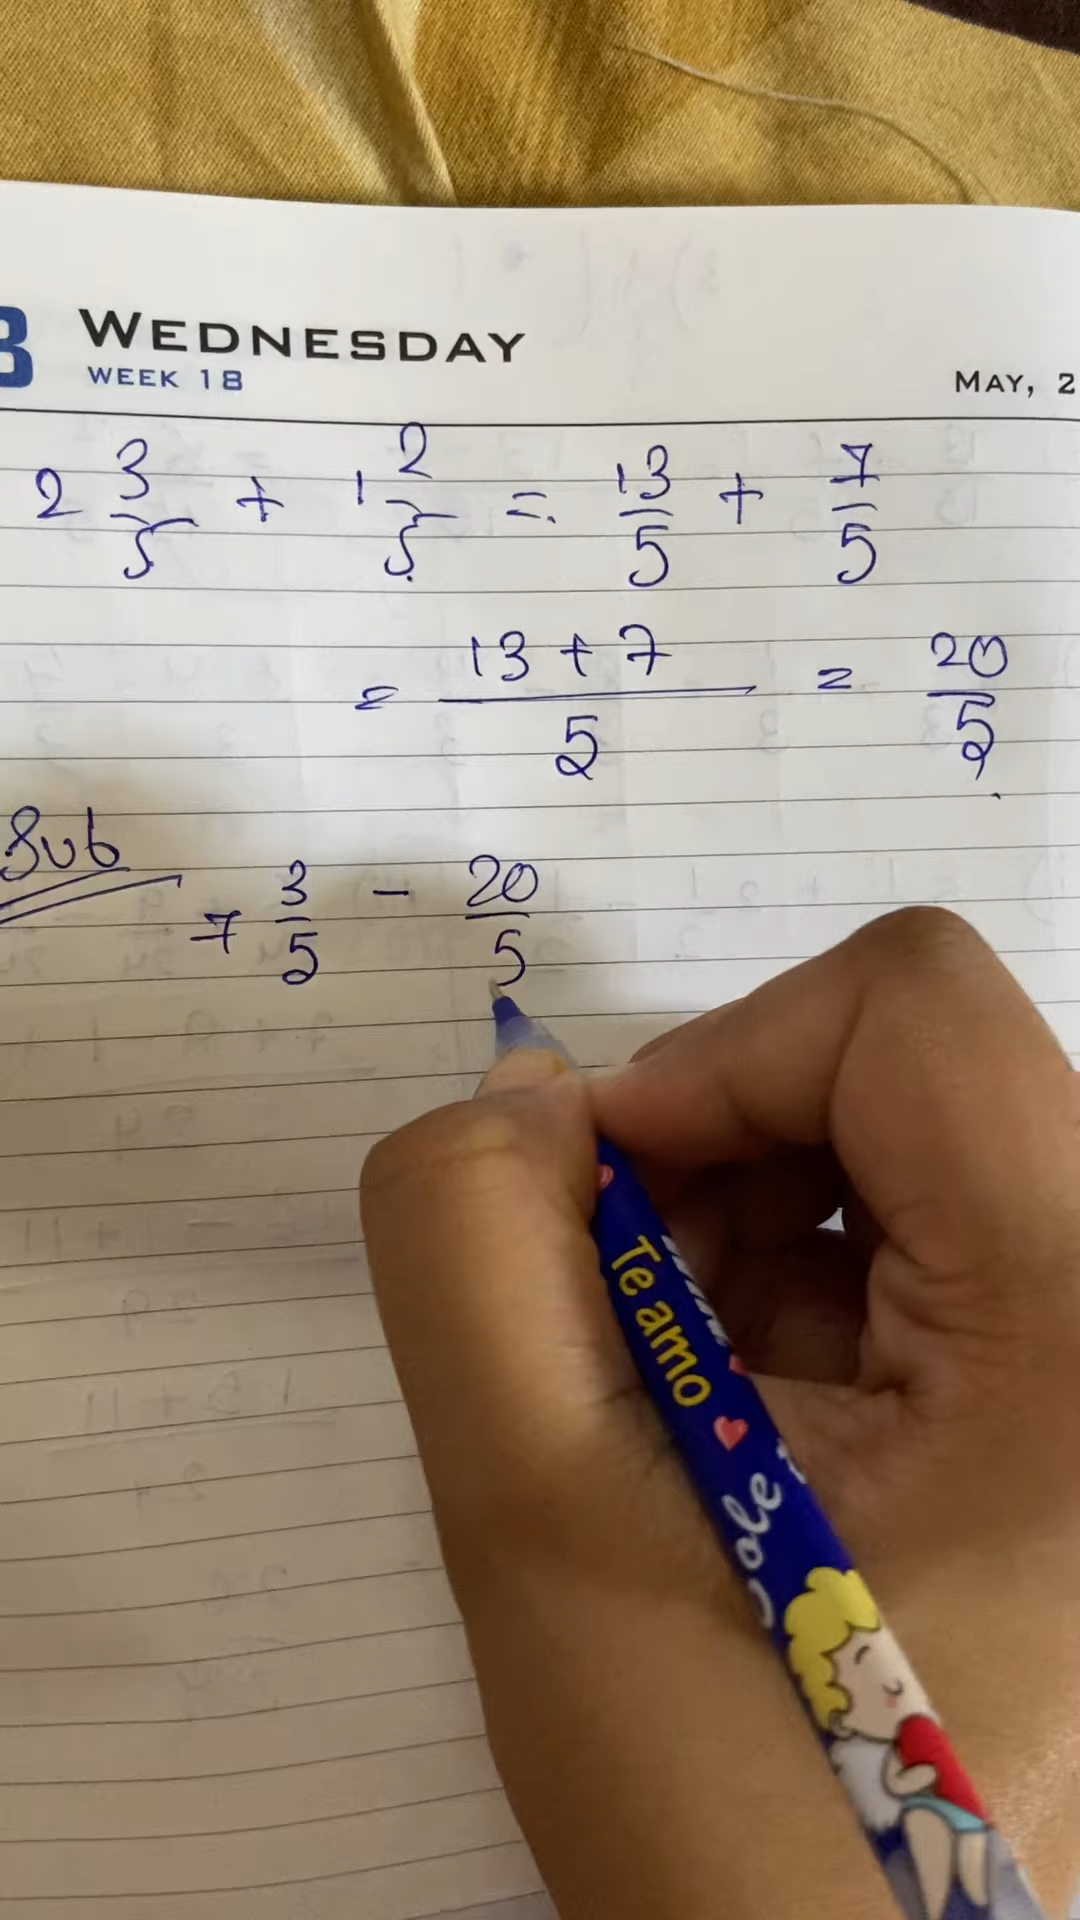 3 WEDNESDAY
WEEK 18
MAY, 2
2 3/5 + 1 2/5 = 13/5 + 7/5
= 13 + 7 / 5 = 20/5
Sub
7 3/5 - 20/5
Te amo